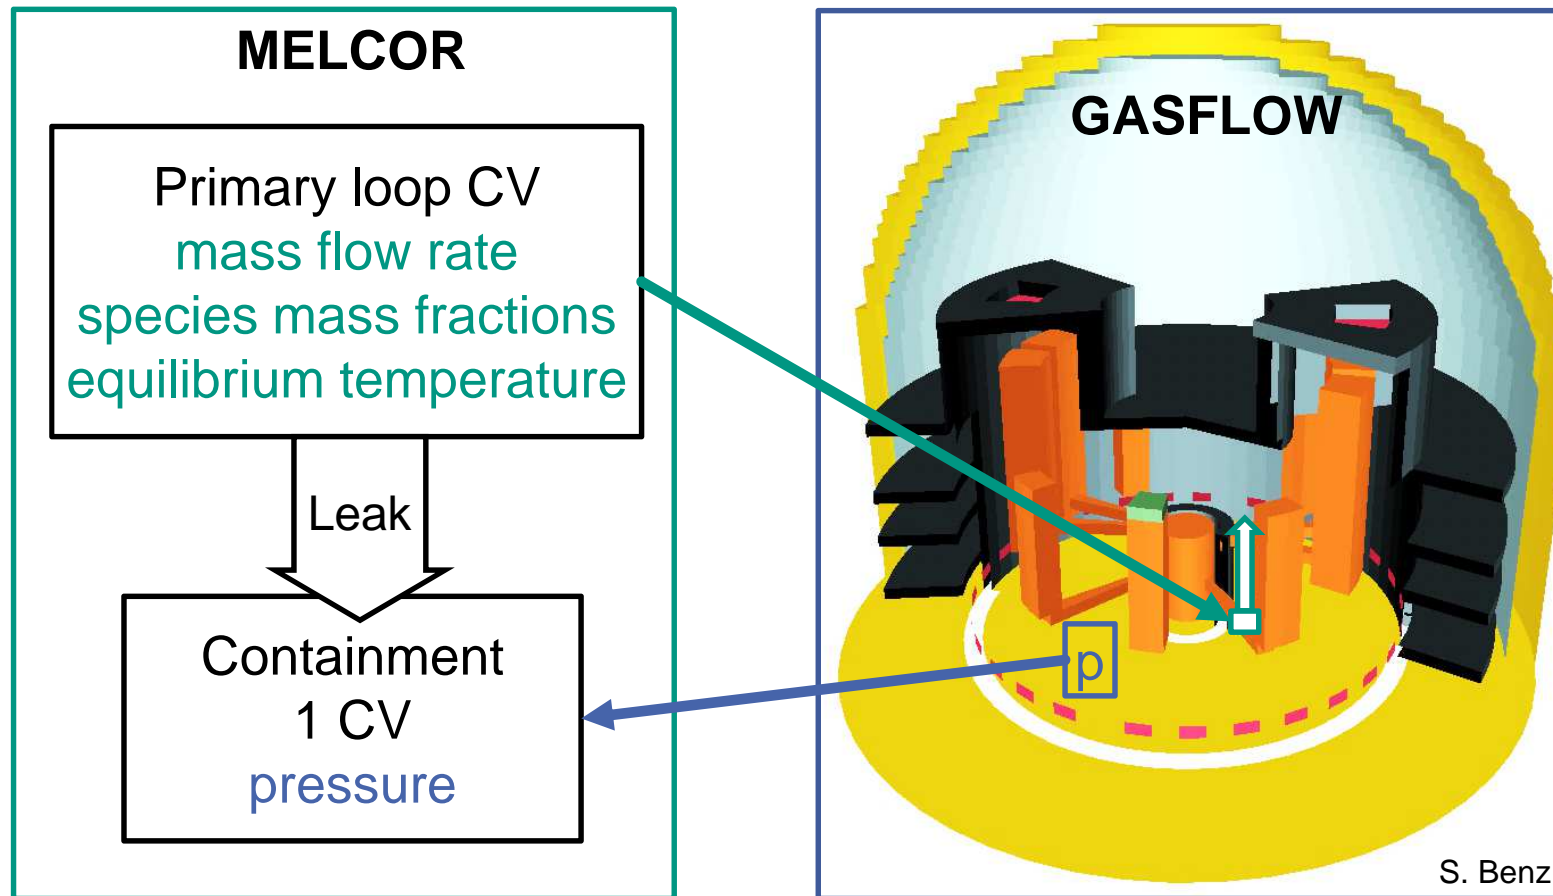 MELCOR
Primary loop CV
mass flow rate
species mass fractions
equilibrium temperature
Leak
Containment
1 CV
pressure
GASFLOW
p
S. Benz